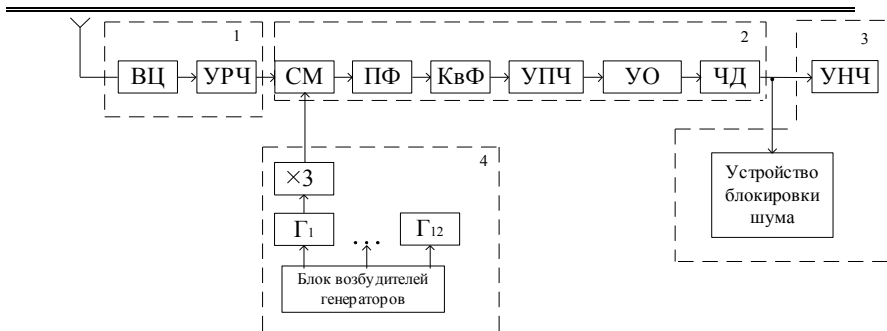 1
2
3
ВЦ
УРЧ
СМ
ПФ
КвФ
УПЧ
УО
ЧД
УНЧ
4
×3
Устройство
блокировки
шума
Г1
...
Г12
Блок возбудителей
генераторов